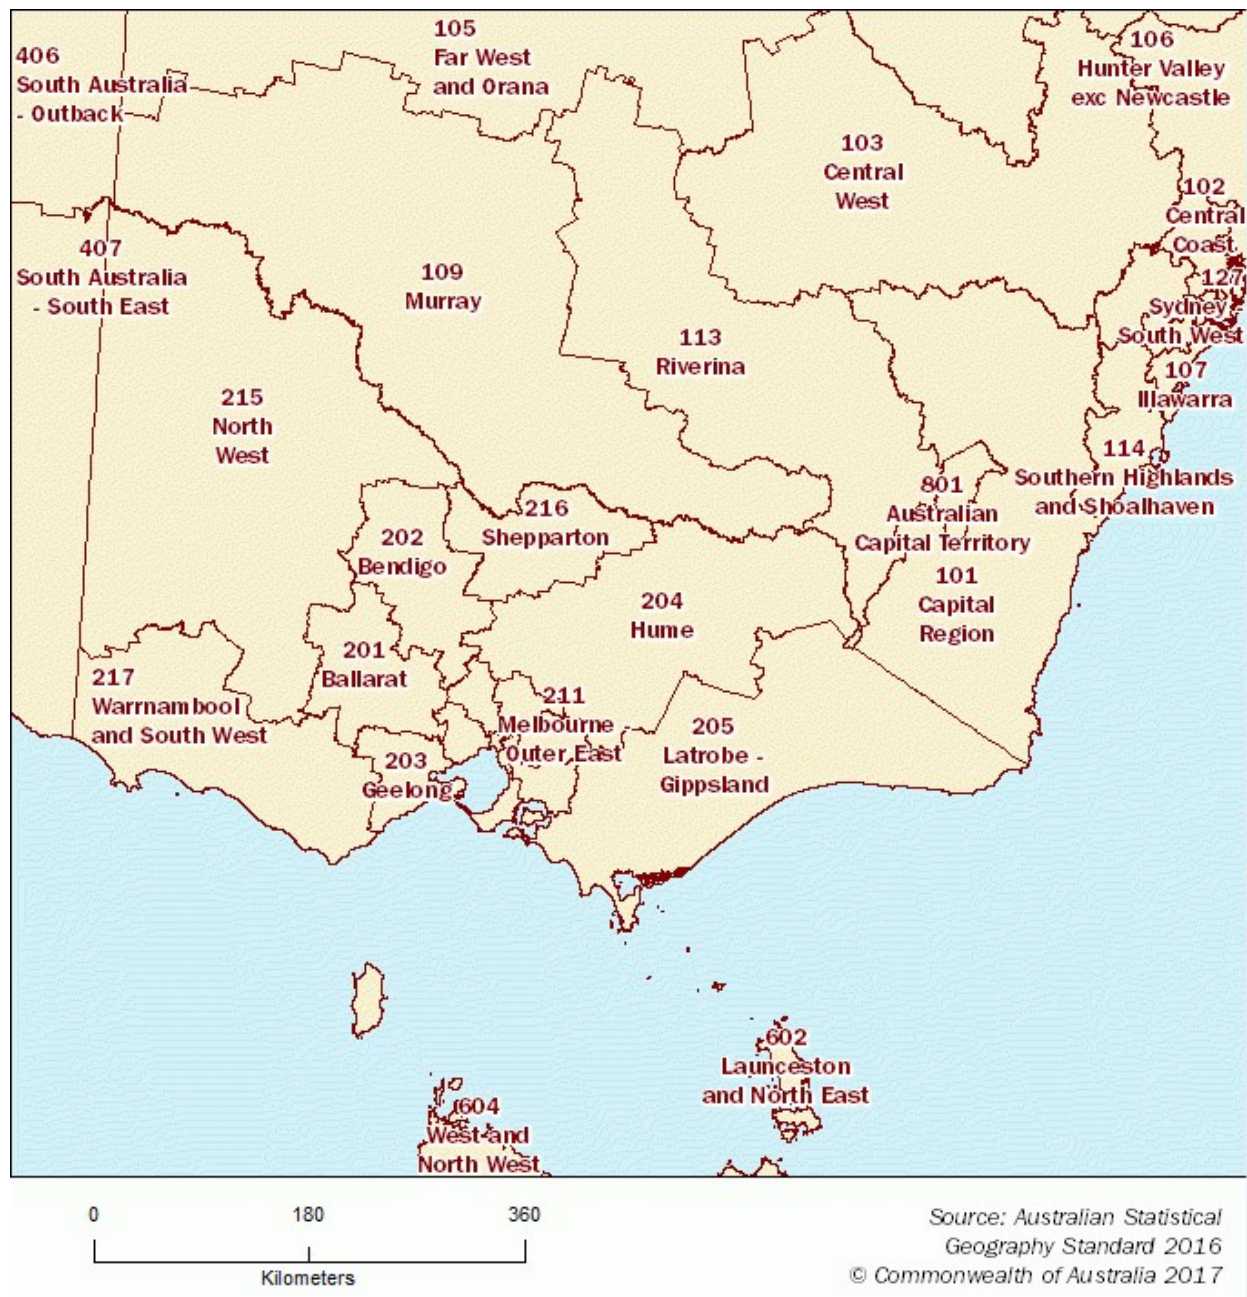 105
Far West
and Orana
406
South Australia
- Outback
106
Hunter Valley
exc Newcastle
103
Central
West
102
Central
Coast
407
South Australia
- South East
109
Murray
127
Sydney
South West
113
Riverina
107
Illawarra
215
North
West
114
Southern Highlands
and Shoalhaven
801
Australian
Capital Territory
216
Shepparton
202
Bendigo
101
Capital
Region
204
Hume
201
Ballarat
217
Warrnambool
and South West
211
Melbourne -
Outer East
205
Latrobe -
Gippsland
203
Geelong
602
Launceston
and North East
604
West and
North West
0 180 360
Kilometers
Source: Australian Statistical
Geography Standard 2016
© Commonwealth of Australia 2017